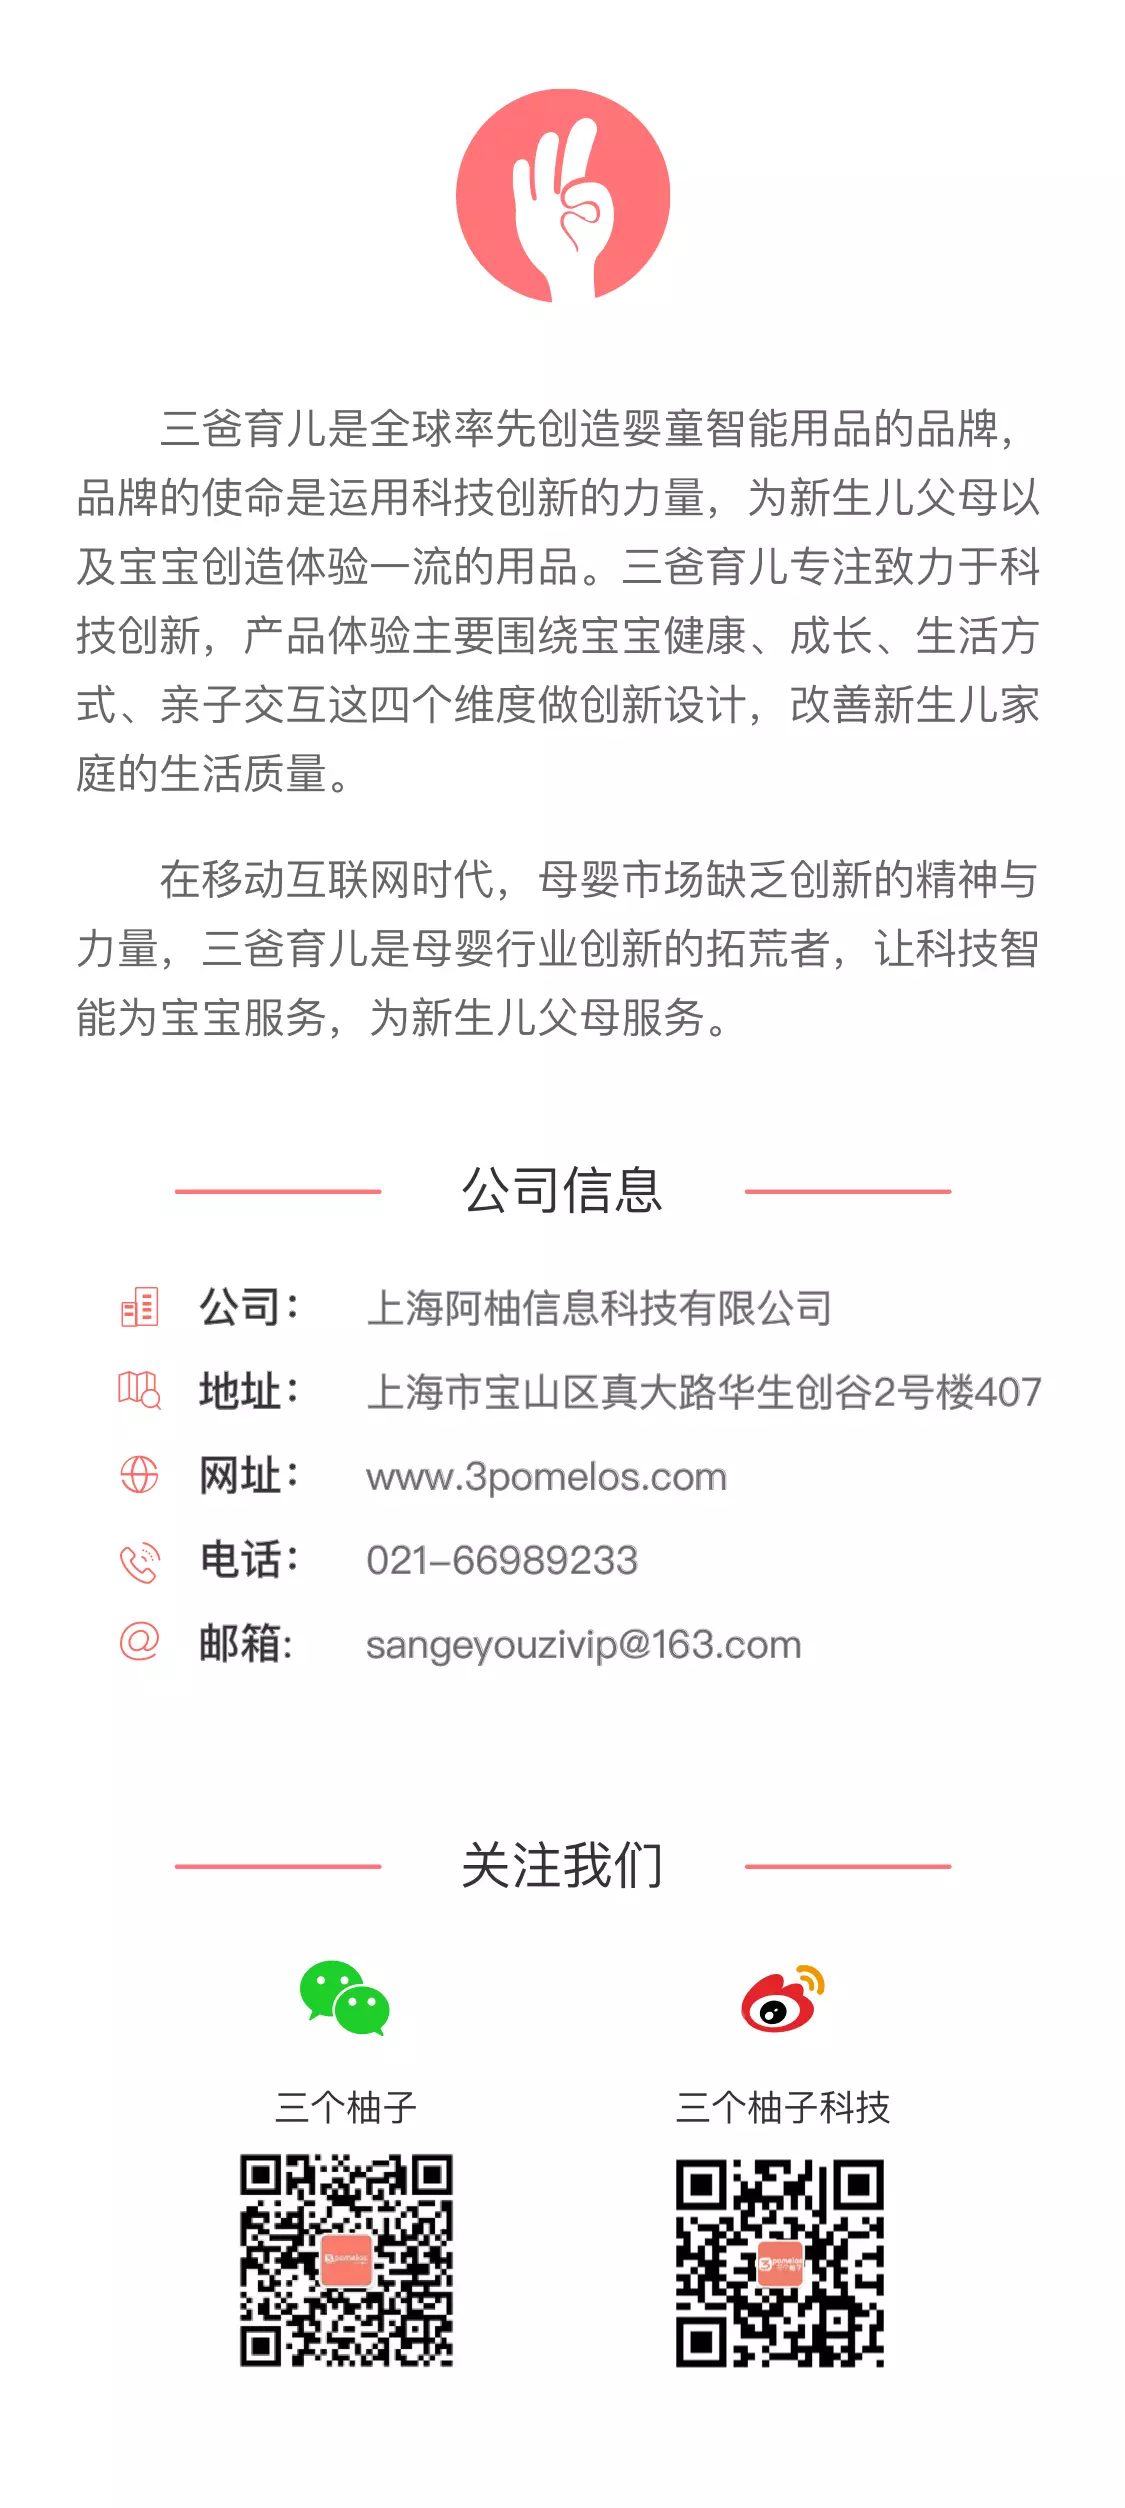 三爸育儿是全球率先创造婴童智能用品的品牌，
品牌的使命是运用科技创新的力量，为新生儿父母以
及宝宝创造体验一流的用品。三爸育儿专注致力于科
技创新，产品体验主要围绕宝宝健康、成长、生活方
式、亲子交互这四个维度做创新设计，改善新生儿家
庭的生活质量。
在移动互联网时代，母婴市场缺乏创新的精神与
力量，三爸育儿是母婴行业创新的拓荒者，让科技智
能为宝宝服务，为新生儿父母服务。
公司信息
公司： 上海阿柚信息科技有限公司
地址： 上海市宝山区真大路华生创谷2号楼407
网址： www.3pomelos.com
电话： 021-66989233
邮箱: sangeyouzivip@163.com
关注我们
三个柚子 三个柚子科技
3pomelos 3pomelos